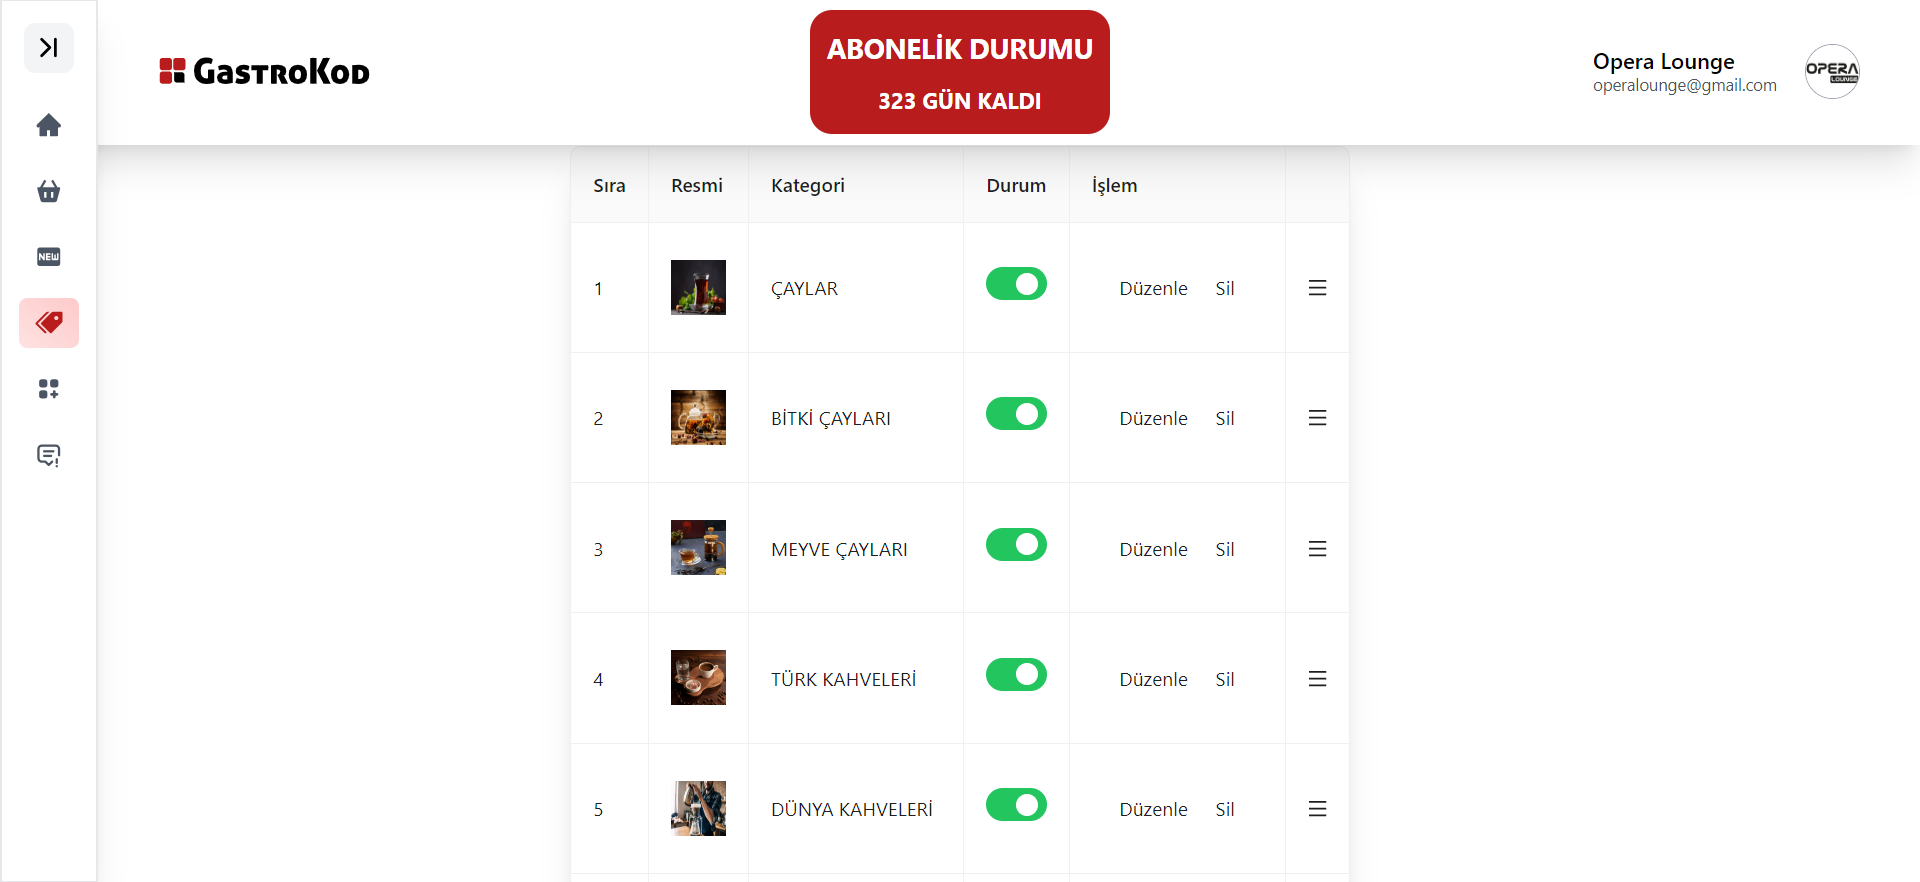 GastroKod
ABONELİK DURUMU
323 GÜN KALDI
Opera Lounge
operalounge@gmail.com
OPERA
LOUNGE
NEW
Sıra Resmi Kategori Durum İşlem
1 ÇAYLAR Düzenle Sil
2 BİTKİ ÇAYLARI Düzenle Sil
3 MEYVE ÇAYLARI Düzenle Sil
4 TÜRK KAHVELERİ Düzenle Sil
5 DÜNYA KAHVELERİ Düzenle Sil